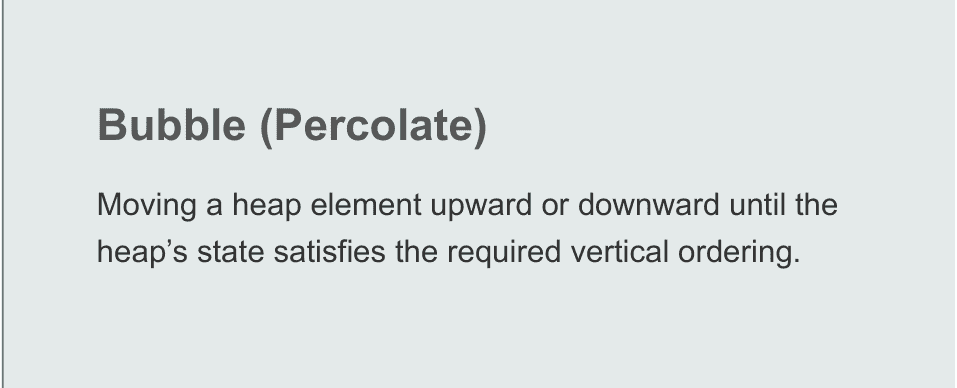 Bubble (Percolate)
Moving a heap element upward or downward until the
heap’s state satisfies the required vertical ordering.